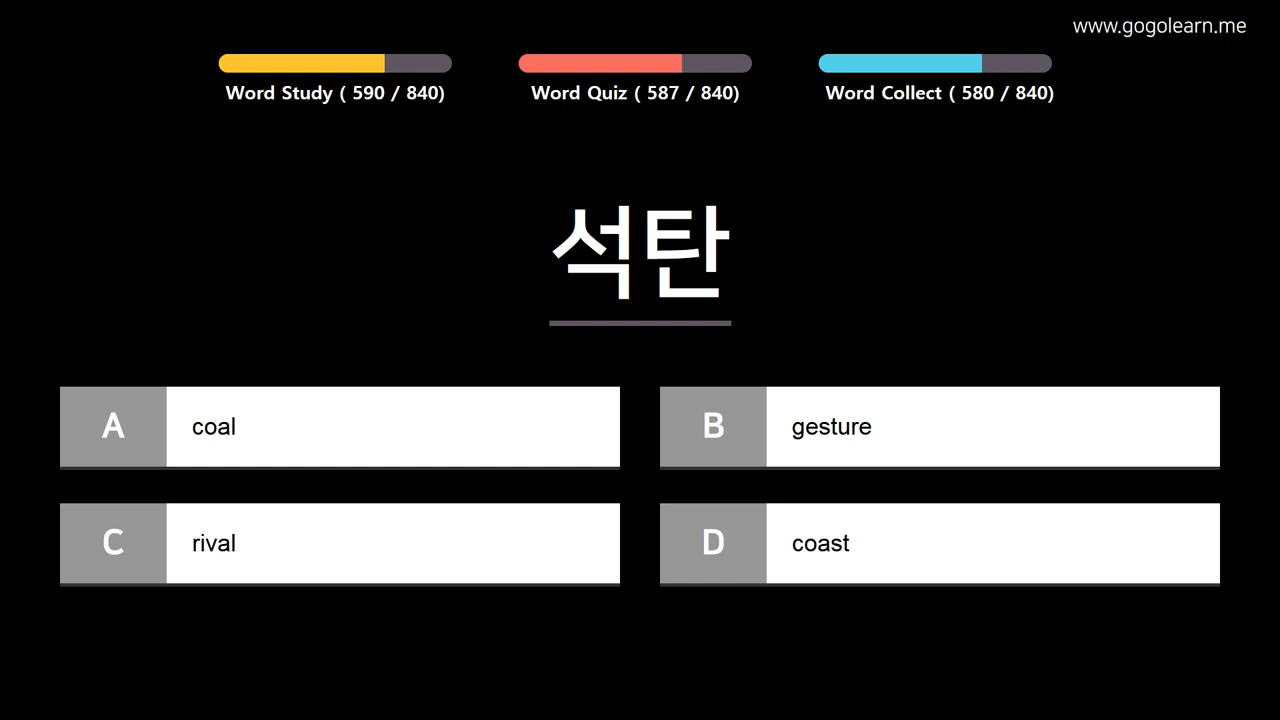 www.gogolearn.me
Word Study ( 590 / 840)
Word Quiz ( 587 / 840)
Word Collect ( 580 / 840)
석탄
A coal
B gesture
C rival
D coast